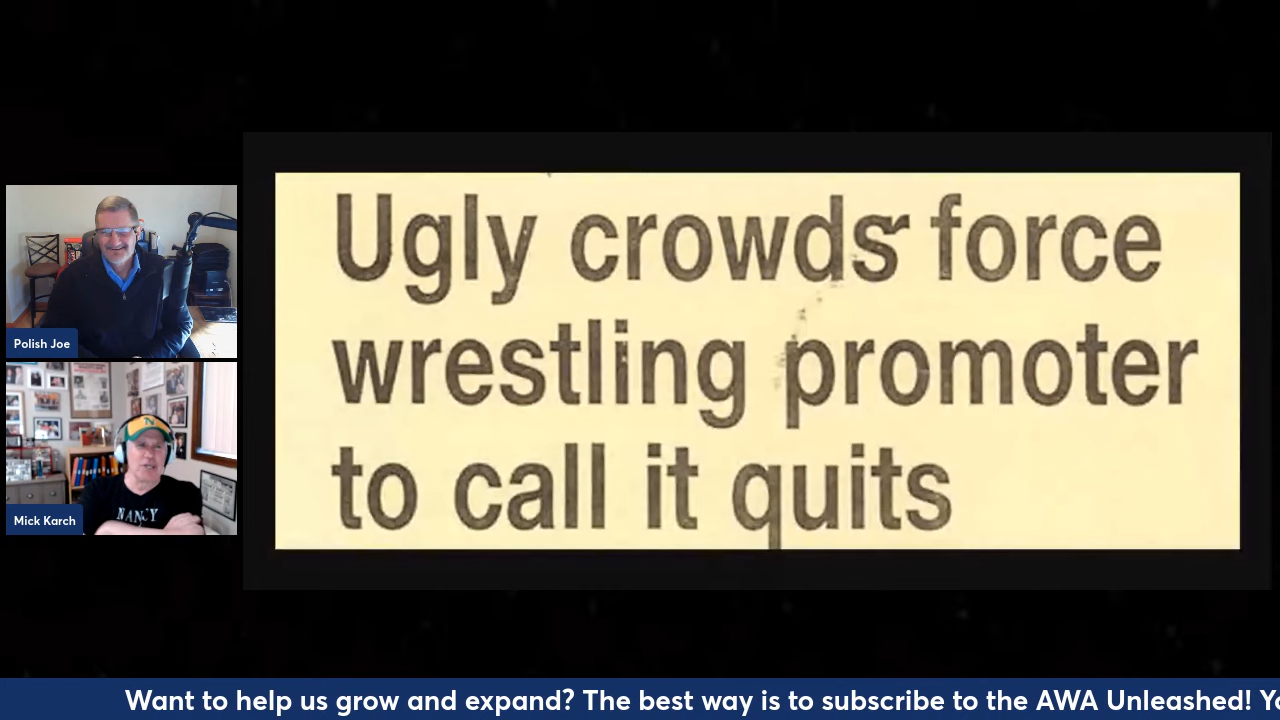 Polish Joe
N
NANCY
Mick Karch
Ugly crowds force
wrestling promoter
to call it quits
Want to help us grow and expand? The best way is to subscribe to the AWA Unleashed!